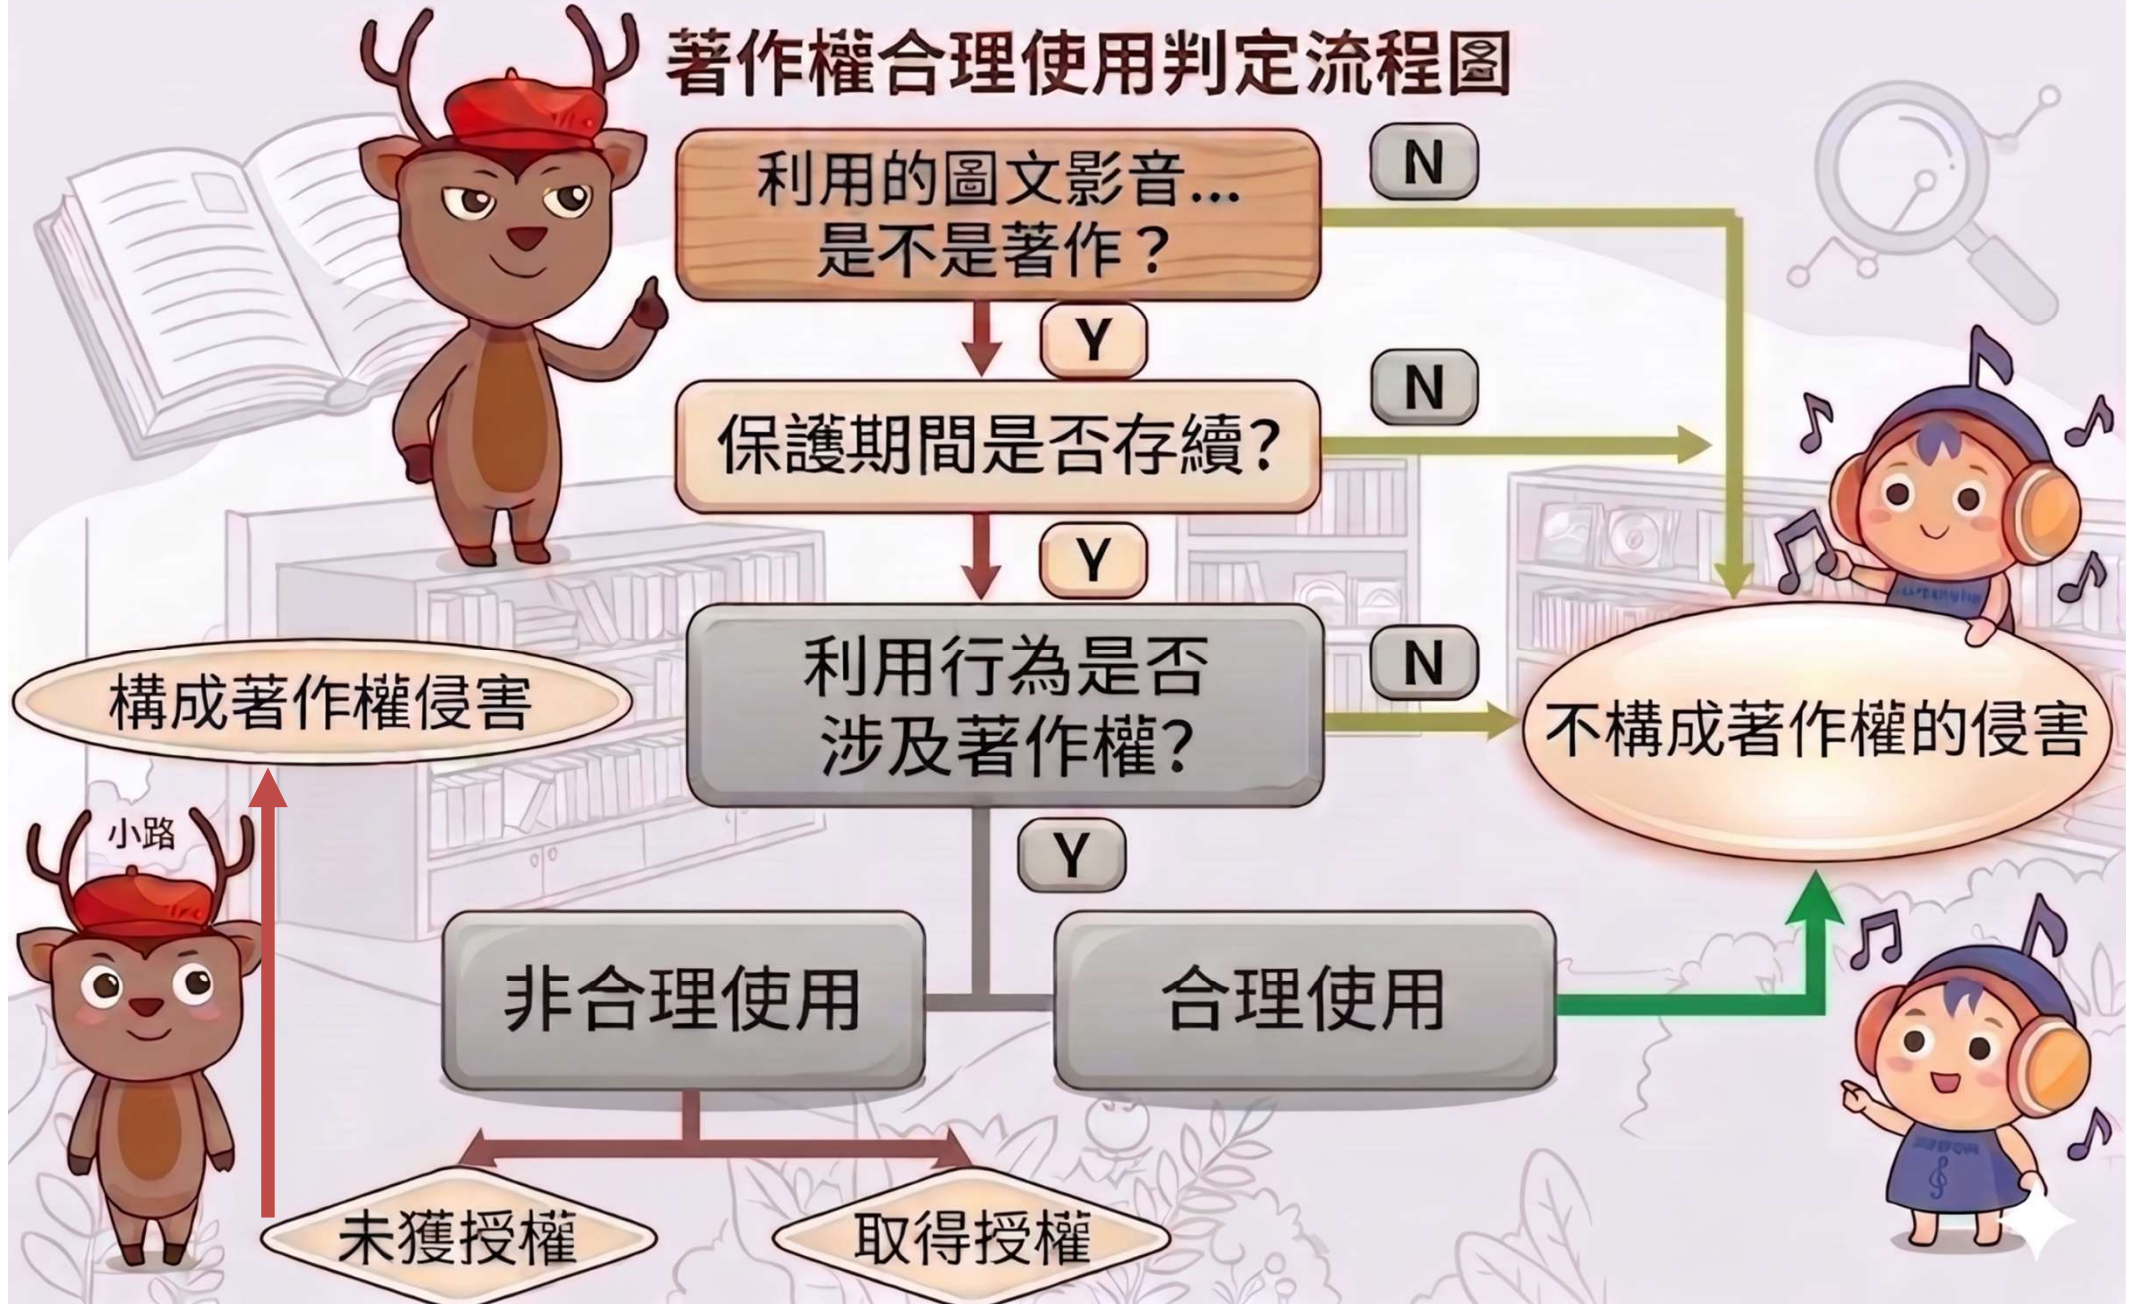 著作權合理使用判定流程圖
利用的圖文影音...
是不是著作？
N
Y
保護期間是否存續？
N
Y
利用行為是否
涉及著作權？
N
不構成著作權的侵害
構成著作權侵害
小路
Y
非合理使用
合理使用
未獲授權
取得授權